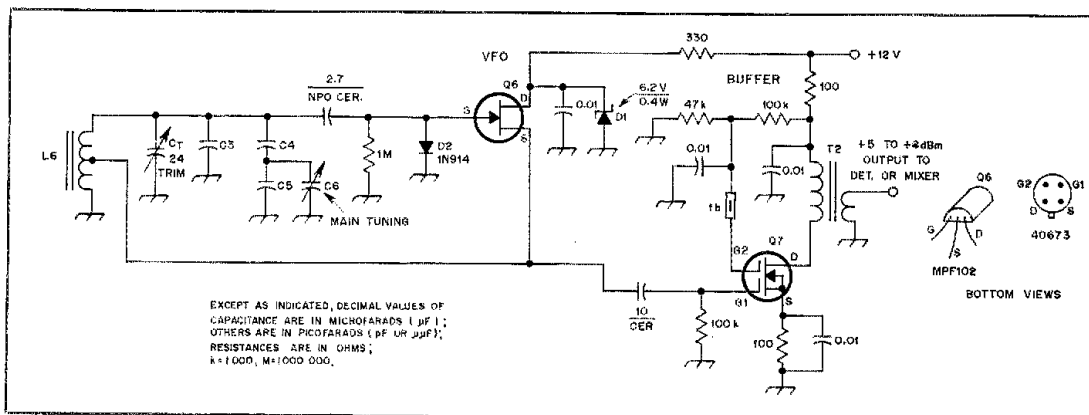 VFO
BUFFER
330
+12 V
2.7
NPO CER.
Q6
D
G
S
0.01
6.2V
0.4W
D1
47k
100k
100
L6
CT
24
TRIM
C3
C4
C5
C6
MAIN TUNING
1M
D2
1N914
0.01
fb
0.01
T2
+5 TO +8dBm
OUTPUT TO
DET. OR MIXER
Q7
G2
D
G1
S
10
CER
100k
100
0.01
Q6
G
S
D
MPF102
G2
G1
D
S
40673
BOTTOM VIEWS
EXCEPT AS INDICATED, DECIMAL VALUES OF
CAPACITANCE ARE IN MICROFARADS (µF);
OTHERS ARE IN PICOFARADS (pF OR µµF);
RESISTANCES ARE IN OHMS;
k=1000, M=1000 000.